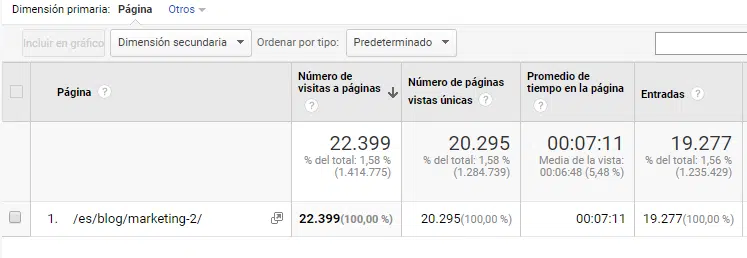 Dimensión primaria: Página Otros
Incluir en gráfico Dimensión secundaria Ordenar por tipo: Predeterminado
Página ?
Número de
visitas a páginas
?
Número de páginas
vistas únicas ?
Promedio de
tiempo en la página
?
Entradas ?
22.399
% del total: 1,58 %
(1.414.775)
20.295
% del total: 1,58 %
(1.284.739)
00:07:11
Media de la vista:
00:06:48 (5,48 %)
19.277
% del total: 1,56 %
(1.235.429)
1. /es/blog/marketing-2/ 22.399(100,00 %) 20.295(100,00 %) 00:07:11 19.277(100,00 %)